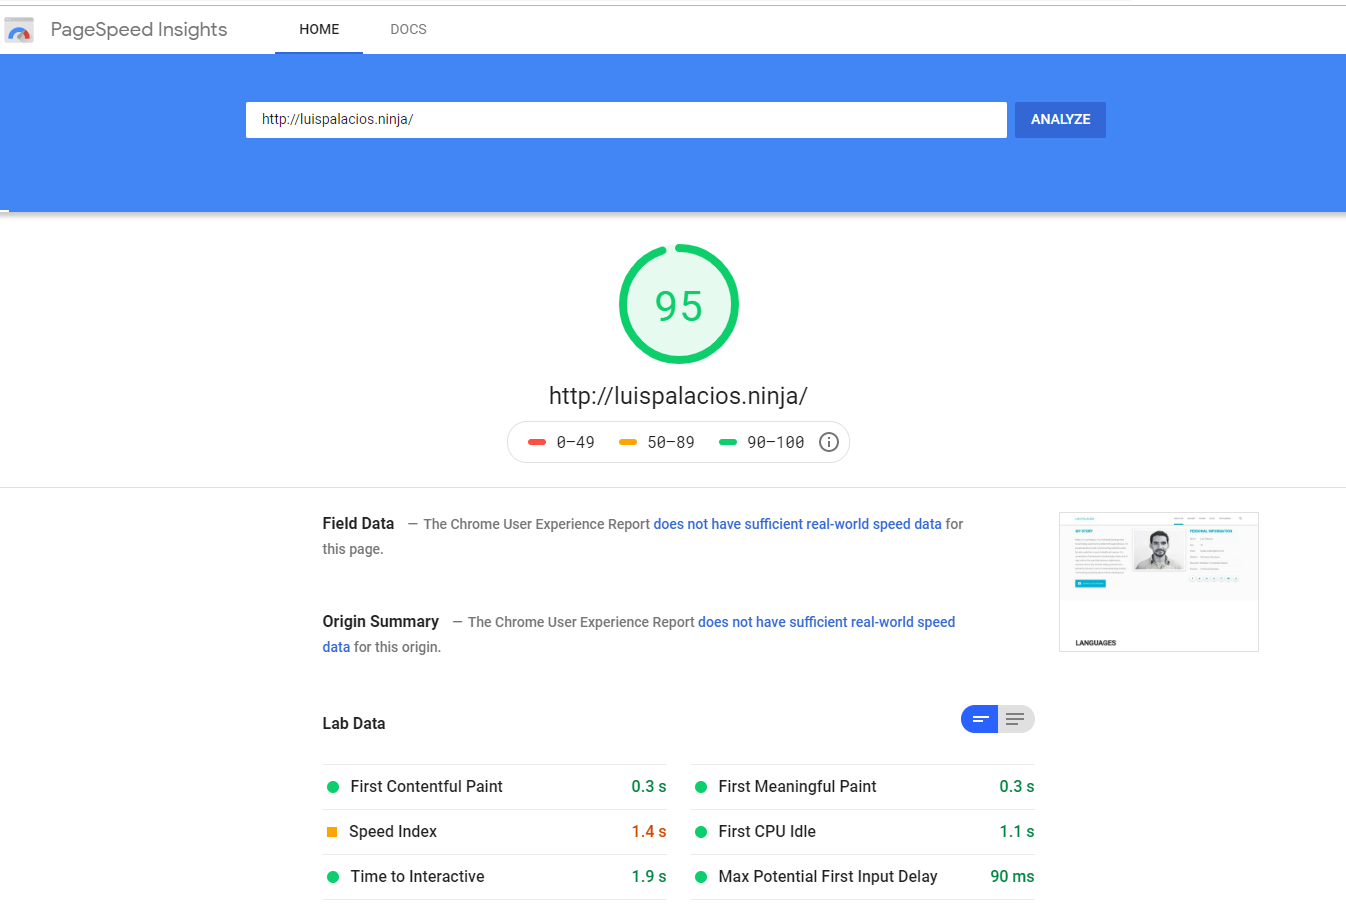 PageSpeed Insights
HOME
DOCS
http://luispalacios.ninja/
ANALYZE
95
http://luispalacios.ninja/
0–49
50–89
90–100
Field Data — The Chrome User Experience Report does not have sufficient real-world speed data for
this page.
Origin Summary — The Chrome User Experience Report does not have sufficient real-world speed
data for this origin.
MY STORY
PERSONAL INFORMATION
LANGUAGES
Lab Data
First Contentful Paint 0.3 s
First Meaningful Paint 0.3 s
Speed Index 1.4 s
First CPU Idle 1.1 s
Time to Interactive 1.9 s
Max Potential First Input Delay 90 ms